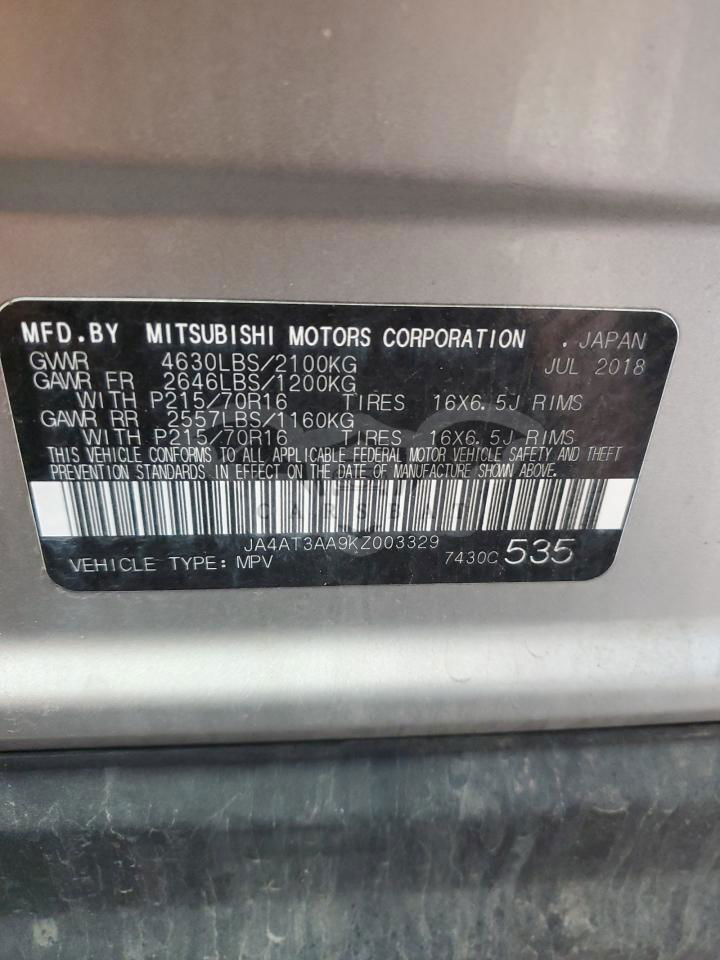 MFD.BY MITSUBISHI MOTORS CORPORATION . JAPAN
GWVR 4630LBS/2100KG JUL 2018
GAWR FR 2646LBS/1200KG
WITH P215/70R16 TIRES 16X6.5J RIMS
GAWR RR 2557LBS/1160KG
WITH P215/70R16 TIRES 16X6.5J RIMS
THIS VEHICLE CONFORMS TO ALL APPLICABLE FEDERAL MOTOR VEHICLE SAFETY AND THEFT
PREVENTION STANDARDS IN EFFECT ON THE DATE OF MANUFACTURE SHOWN ABOVE.
JA4AT3AA9KZ003329
VEHICLE TYPE: MPV 7430C 535